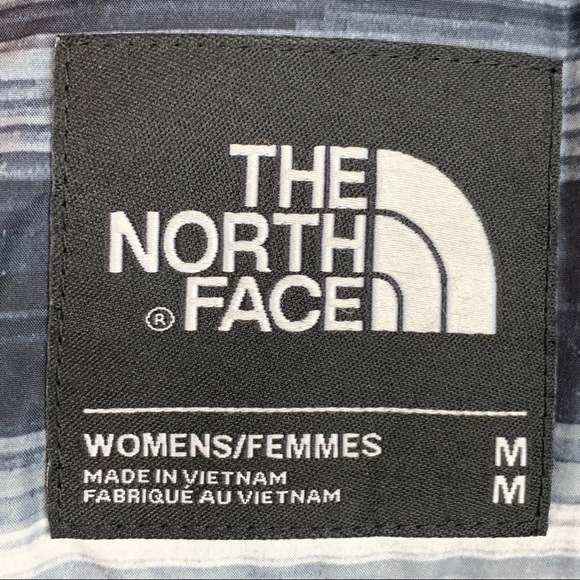 THE
NORTH
® FACE
WOMENS/FEMMES M
MADE IN VIETNAM
FABRIQUÉ AU VIETNAM M